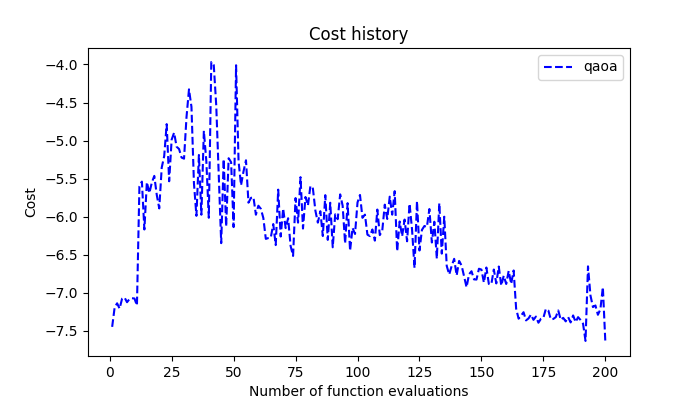 Cost history
qaoa
−4.0
−4.5
−5.0
−5.5
−6.0
−6.5
−7.0
−7.5
Cost
0 25 50 75 100 125 150 175 200
Number of function evaluations